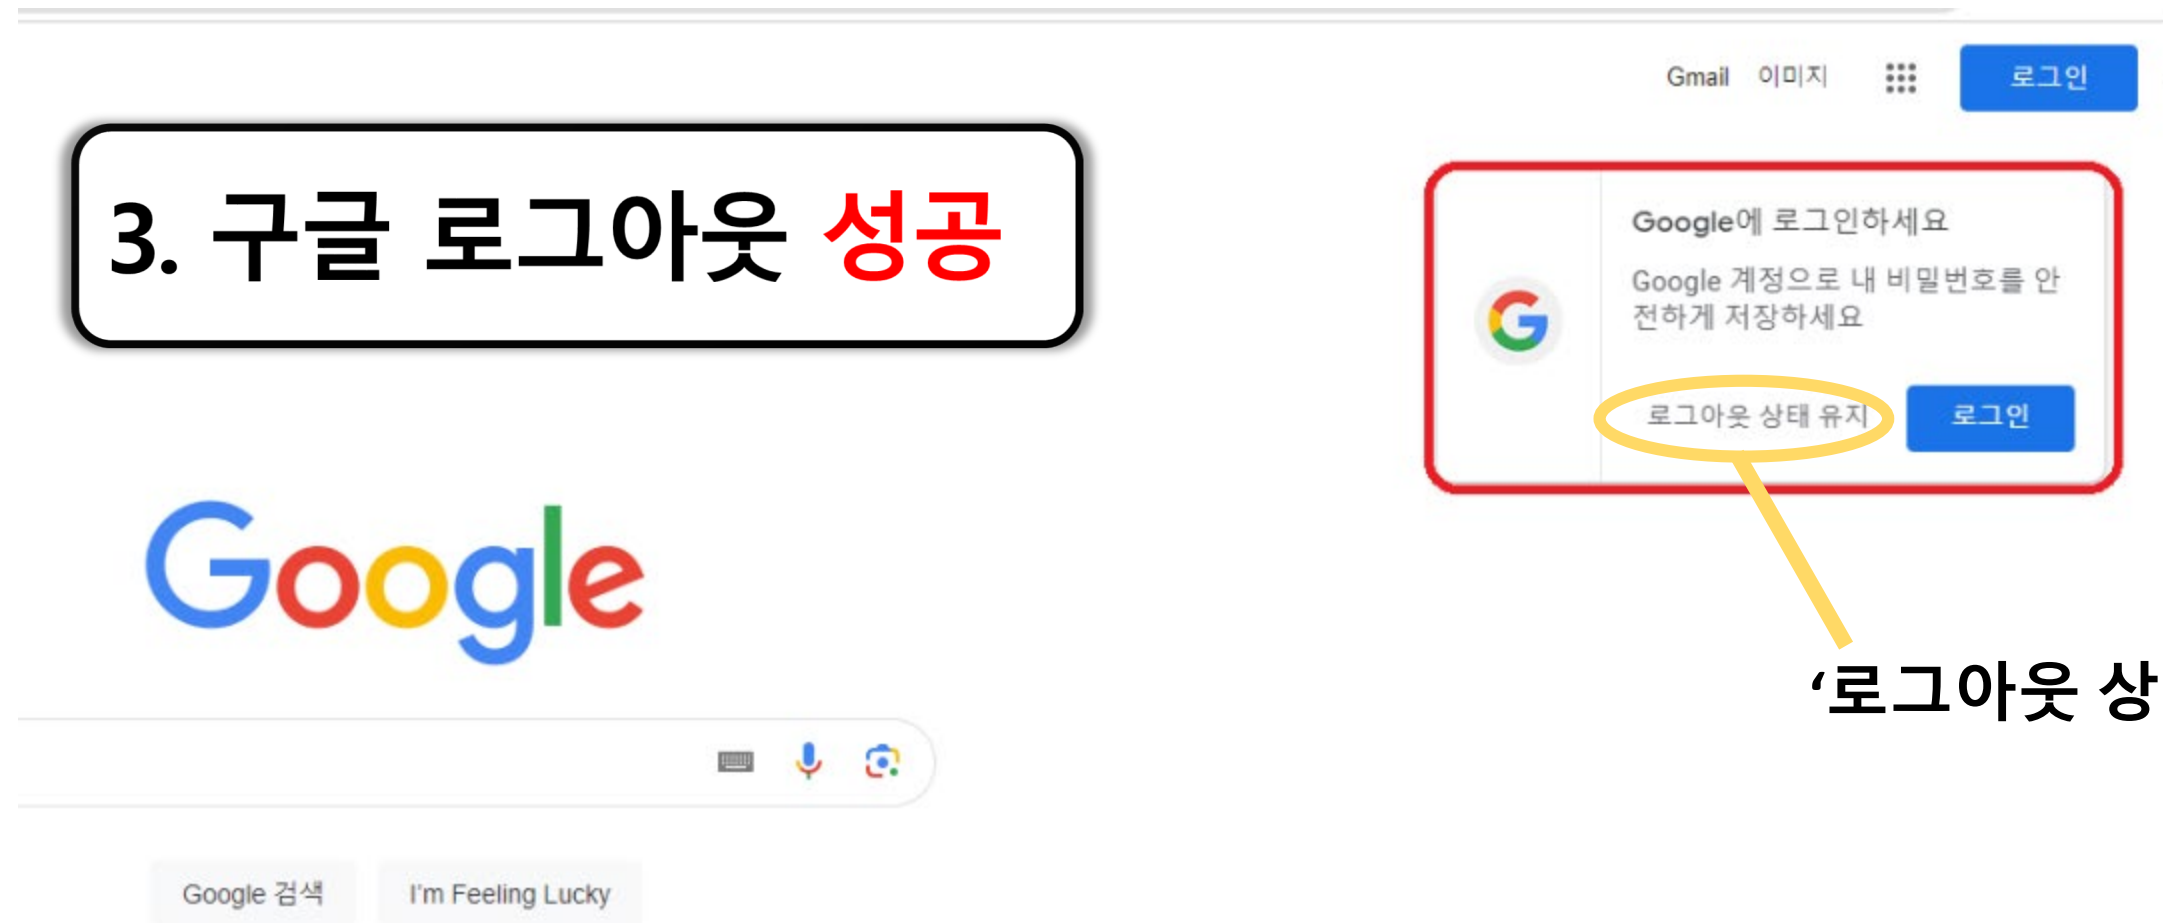 Gmail 이미지 로그인
3. 구글 로그아웃 성공
Google에 로그인하세요
Google 계정으로 내 비밀번호를 안
전하게 저장하세요
로그아웃 상태 유지 로그인
Google
‘로그아웃 상
Google 검색 I'm Feeling Lucky